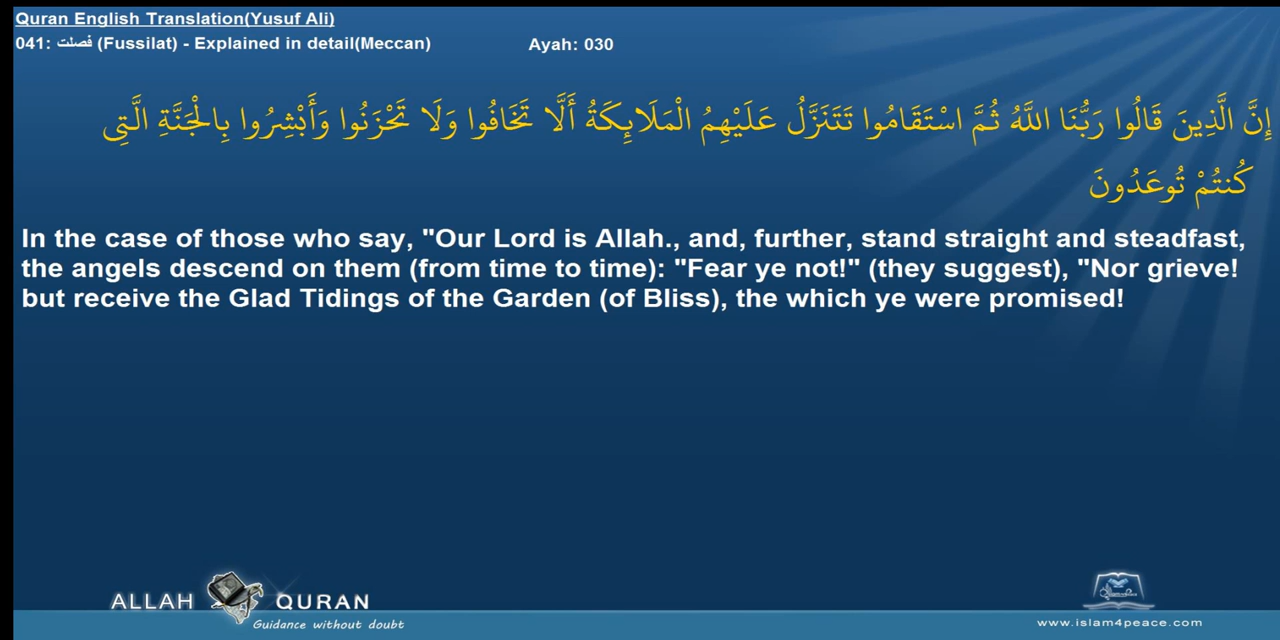 Quran English Translation(Yusuf Ali)
041: فصلت (Fussilat) - Explained in detail(Meccan) Ayah: 030
إِنَّ الَّذِينَ قَالُوا رَبُّنَا اللَّهُ ثُمَّ اسْتَقَامُوا تَتَنَزَّلُ عَلَيْهِمُ الْمَلَائِكَةُ أَلَّا تَخَافُوا وَلَا تَحْزَنُوا وَأَبْشِرُوا بِالْجَنَّةِ الَّتِي
كُنتُمْ تُوعَدُونَ
In the case of those who say, "Our Lord is Allah., and, further, stand straight and steadfast,
the angels descend on them (from time to time): "Fear ye not!" (they suggest), "Nor grieve!
but receive the Glad Tidings of the Garden (of Bliss), the which ye were promised!
ALLAH QURAN
Guidance without doubt
www.islam4peace.com